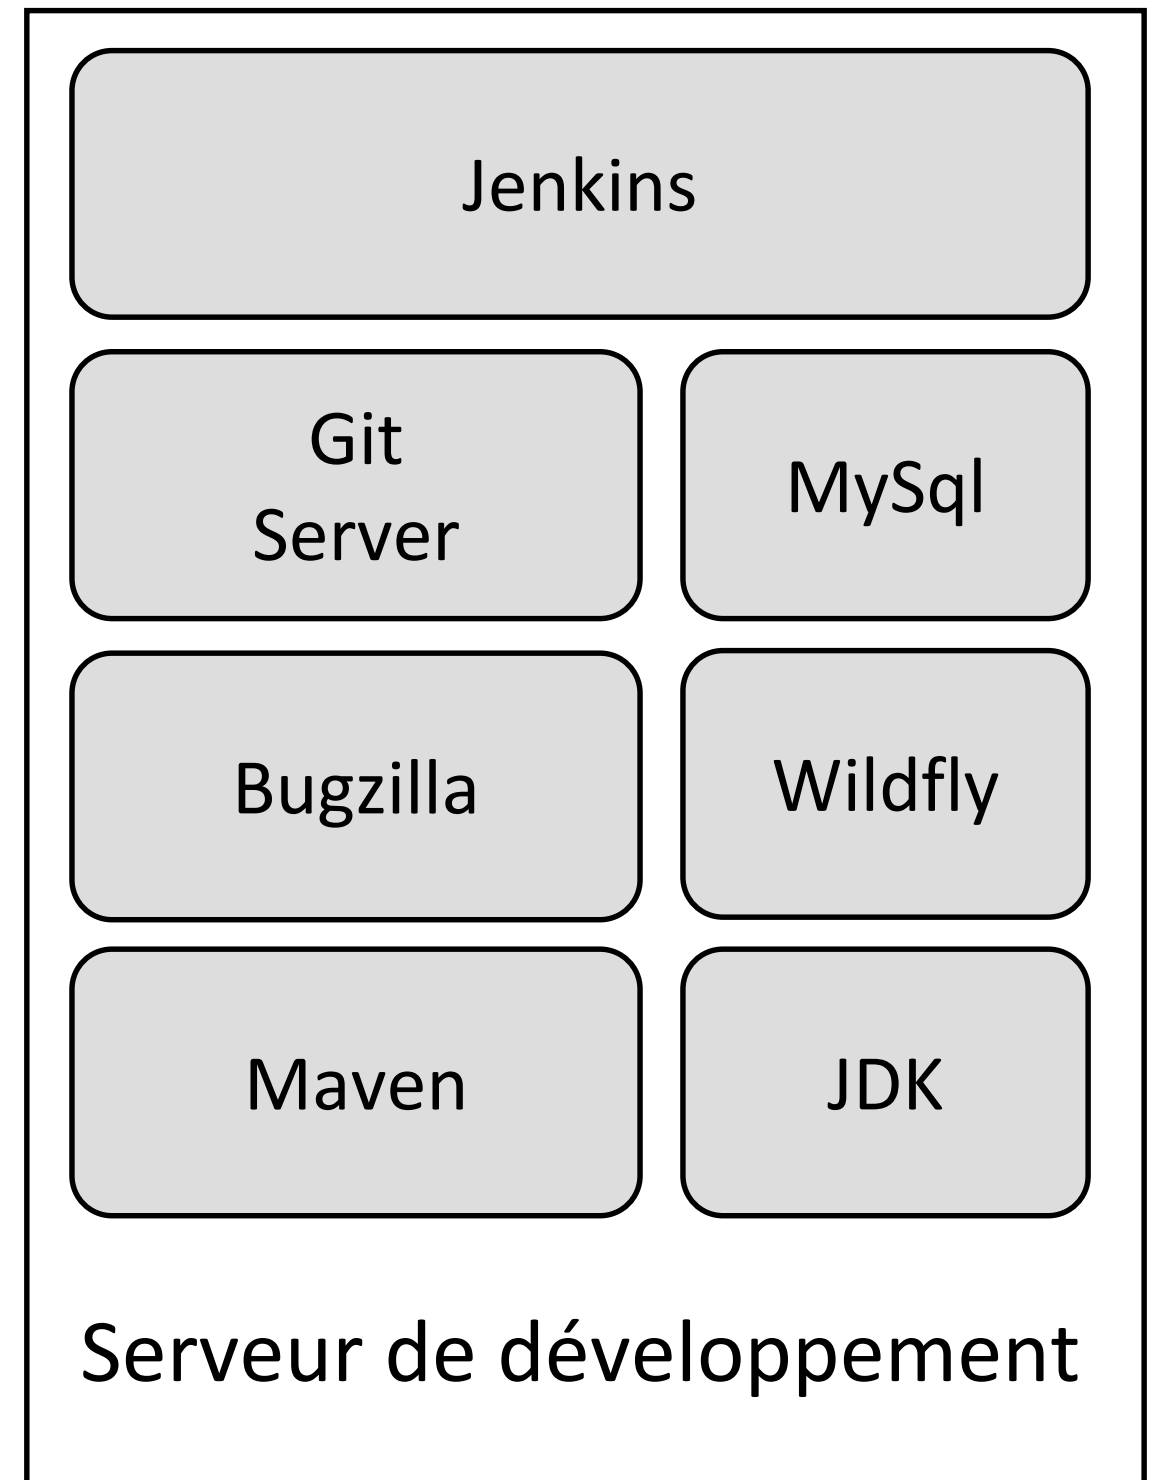 Jenkins
Git
Server
MySql
Bugzilla
Wildfly
Maven
JDK
Serveur de développement